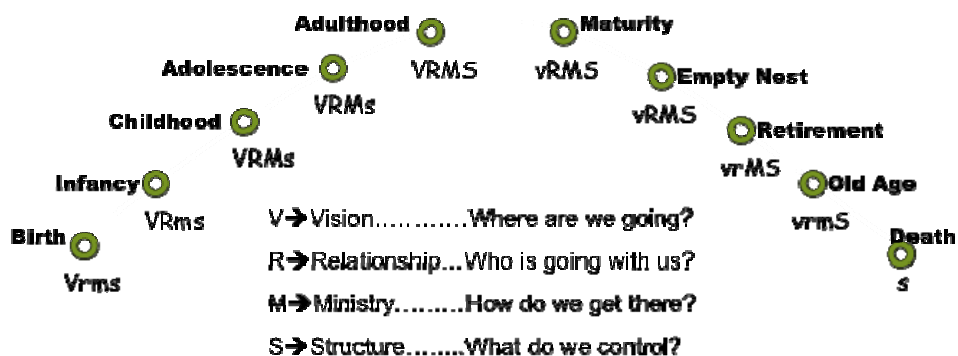 Adulthood
VRMS
Maturity
vRMS
Adolescence
VRMs
Empty Nest
vRMS
Childhood
VRMs
Retirement
vrMS
Infancy
VRms
Old Age
vrmS
Birth
Vrms
Death
s
V➔Vision............Where are we going?
R➔Relationship...Who is going with us?
M➔Ministry.........How do we get there?
S➔Structure........What do we control?